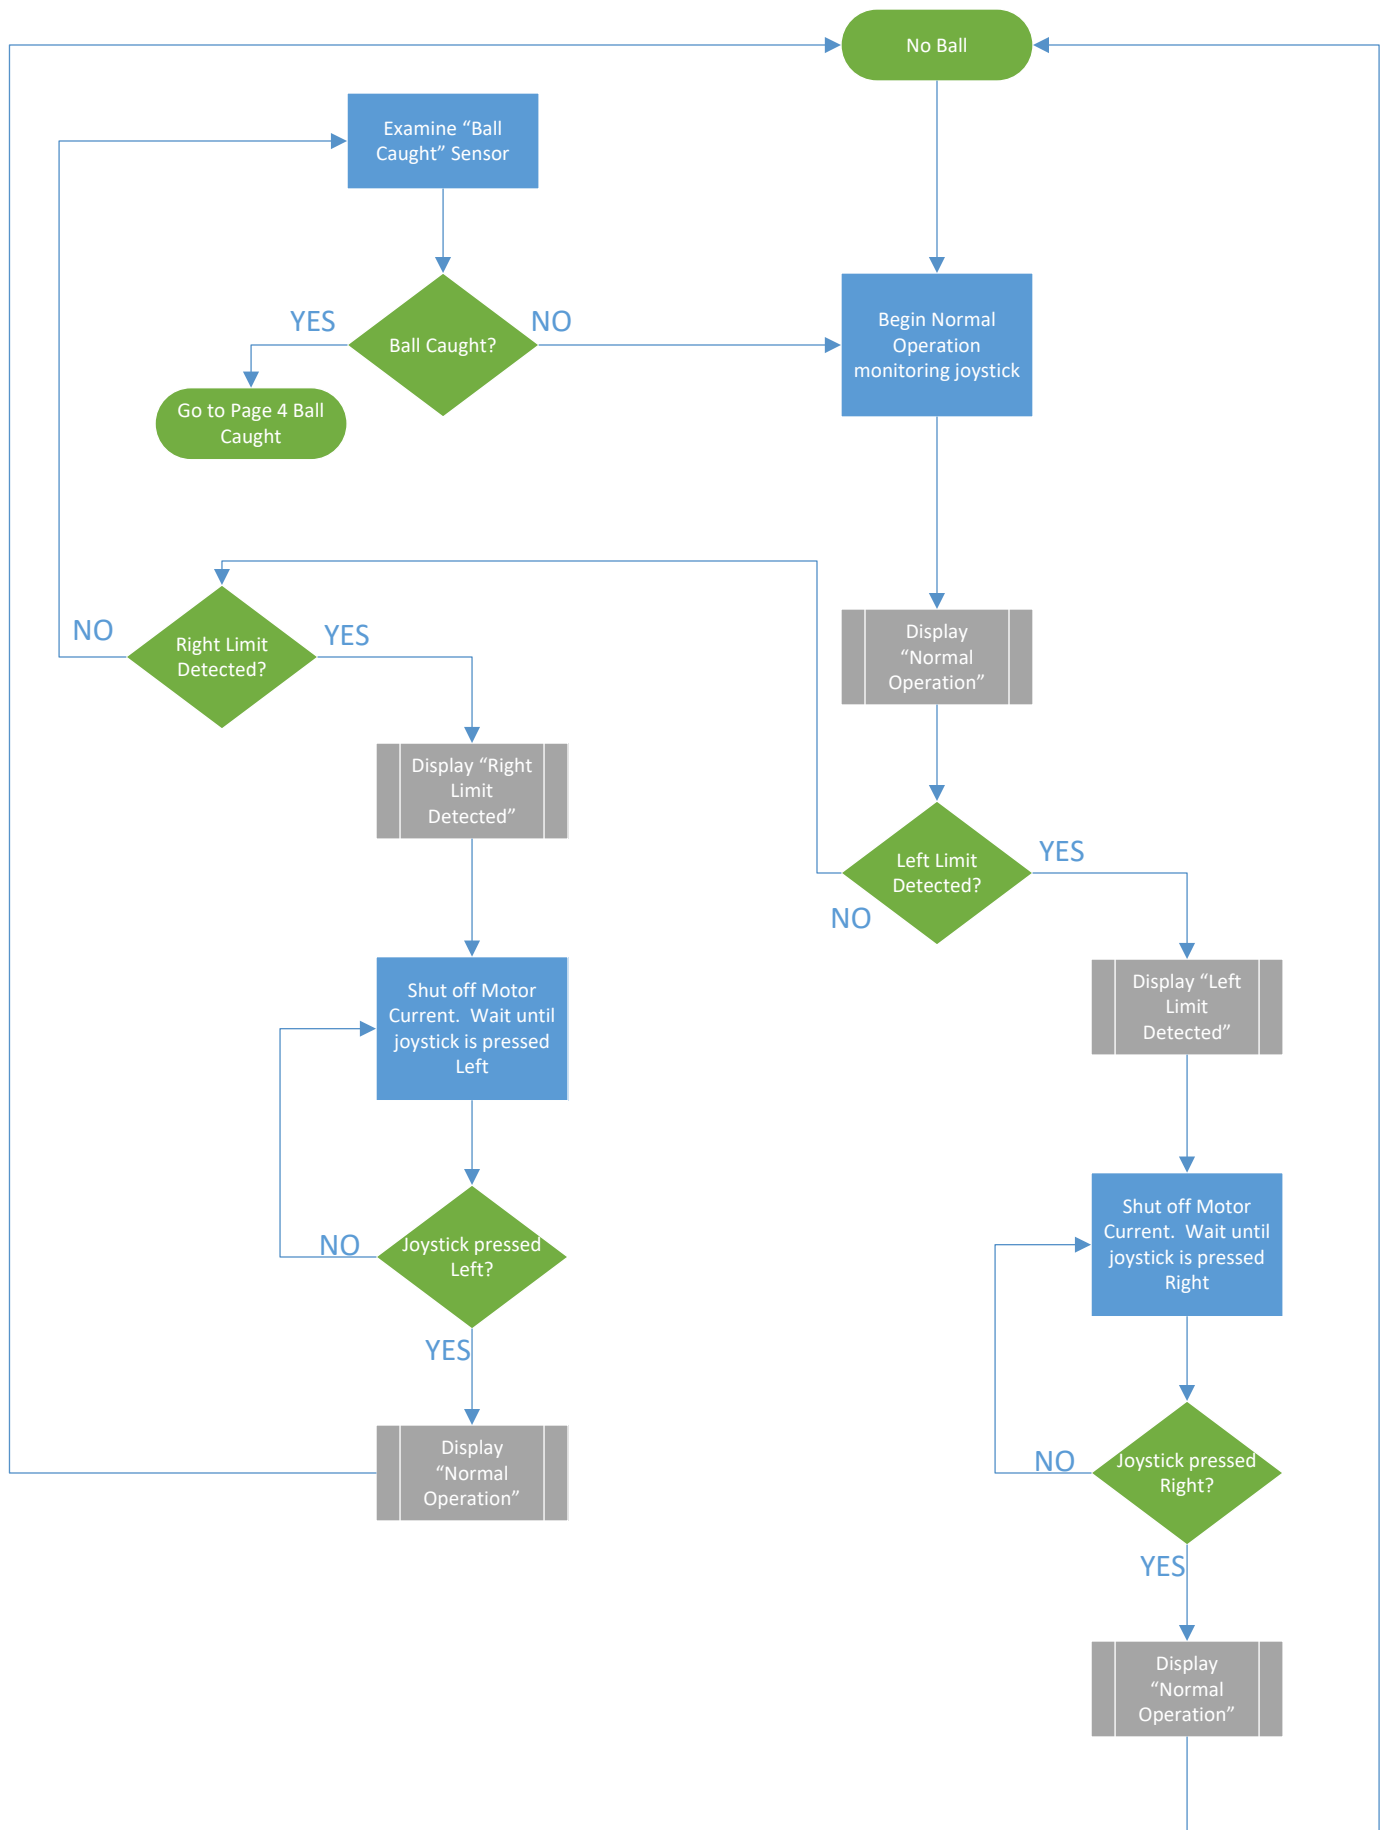 No Ball
Examine “Ball
Caught” Sensor
YES
NO
Ball Caught?
Begin Normal
Operation
monitoring joystick
Go to Page 4 Ball
Caught
NO
YES
Right Limit
Detected?
Display
“Normal
Operation”
Display “Right
Limit
Detected”
YES
Left Limit
Detected?
NO
Display “Left
Limit
Detected”
Shut off Motor
Current.  Wait until
joystick is pressed
Left
NO
Joystick pressed
Left?
YES
Shut off Motor
Current.  Wait until
joystick is pressed
Right
Display
“Normal
Operation”
NO
Joystick pressed
Right?
YES
Display
“Normal
Operation”